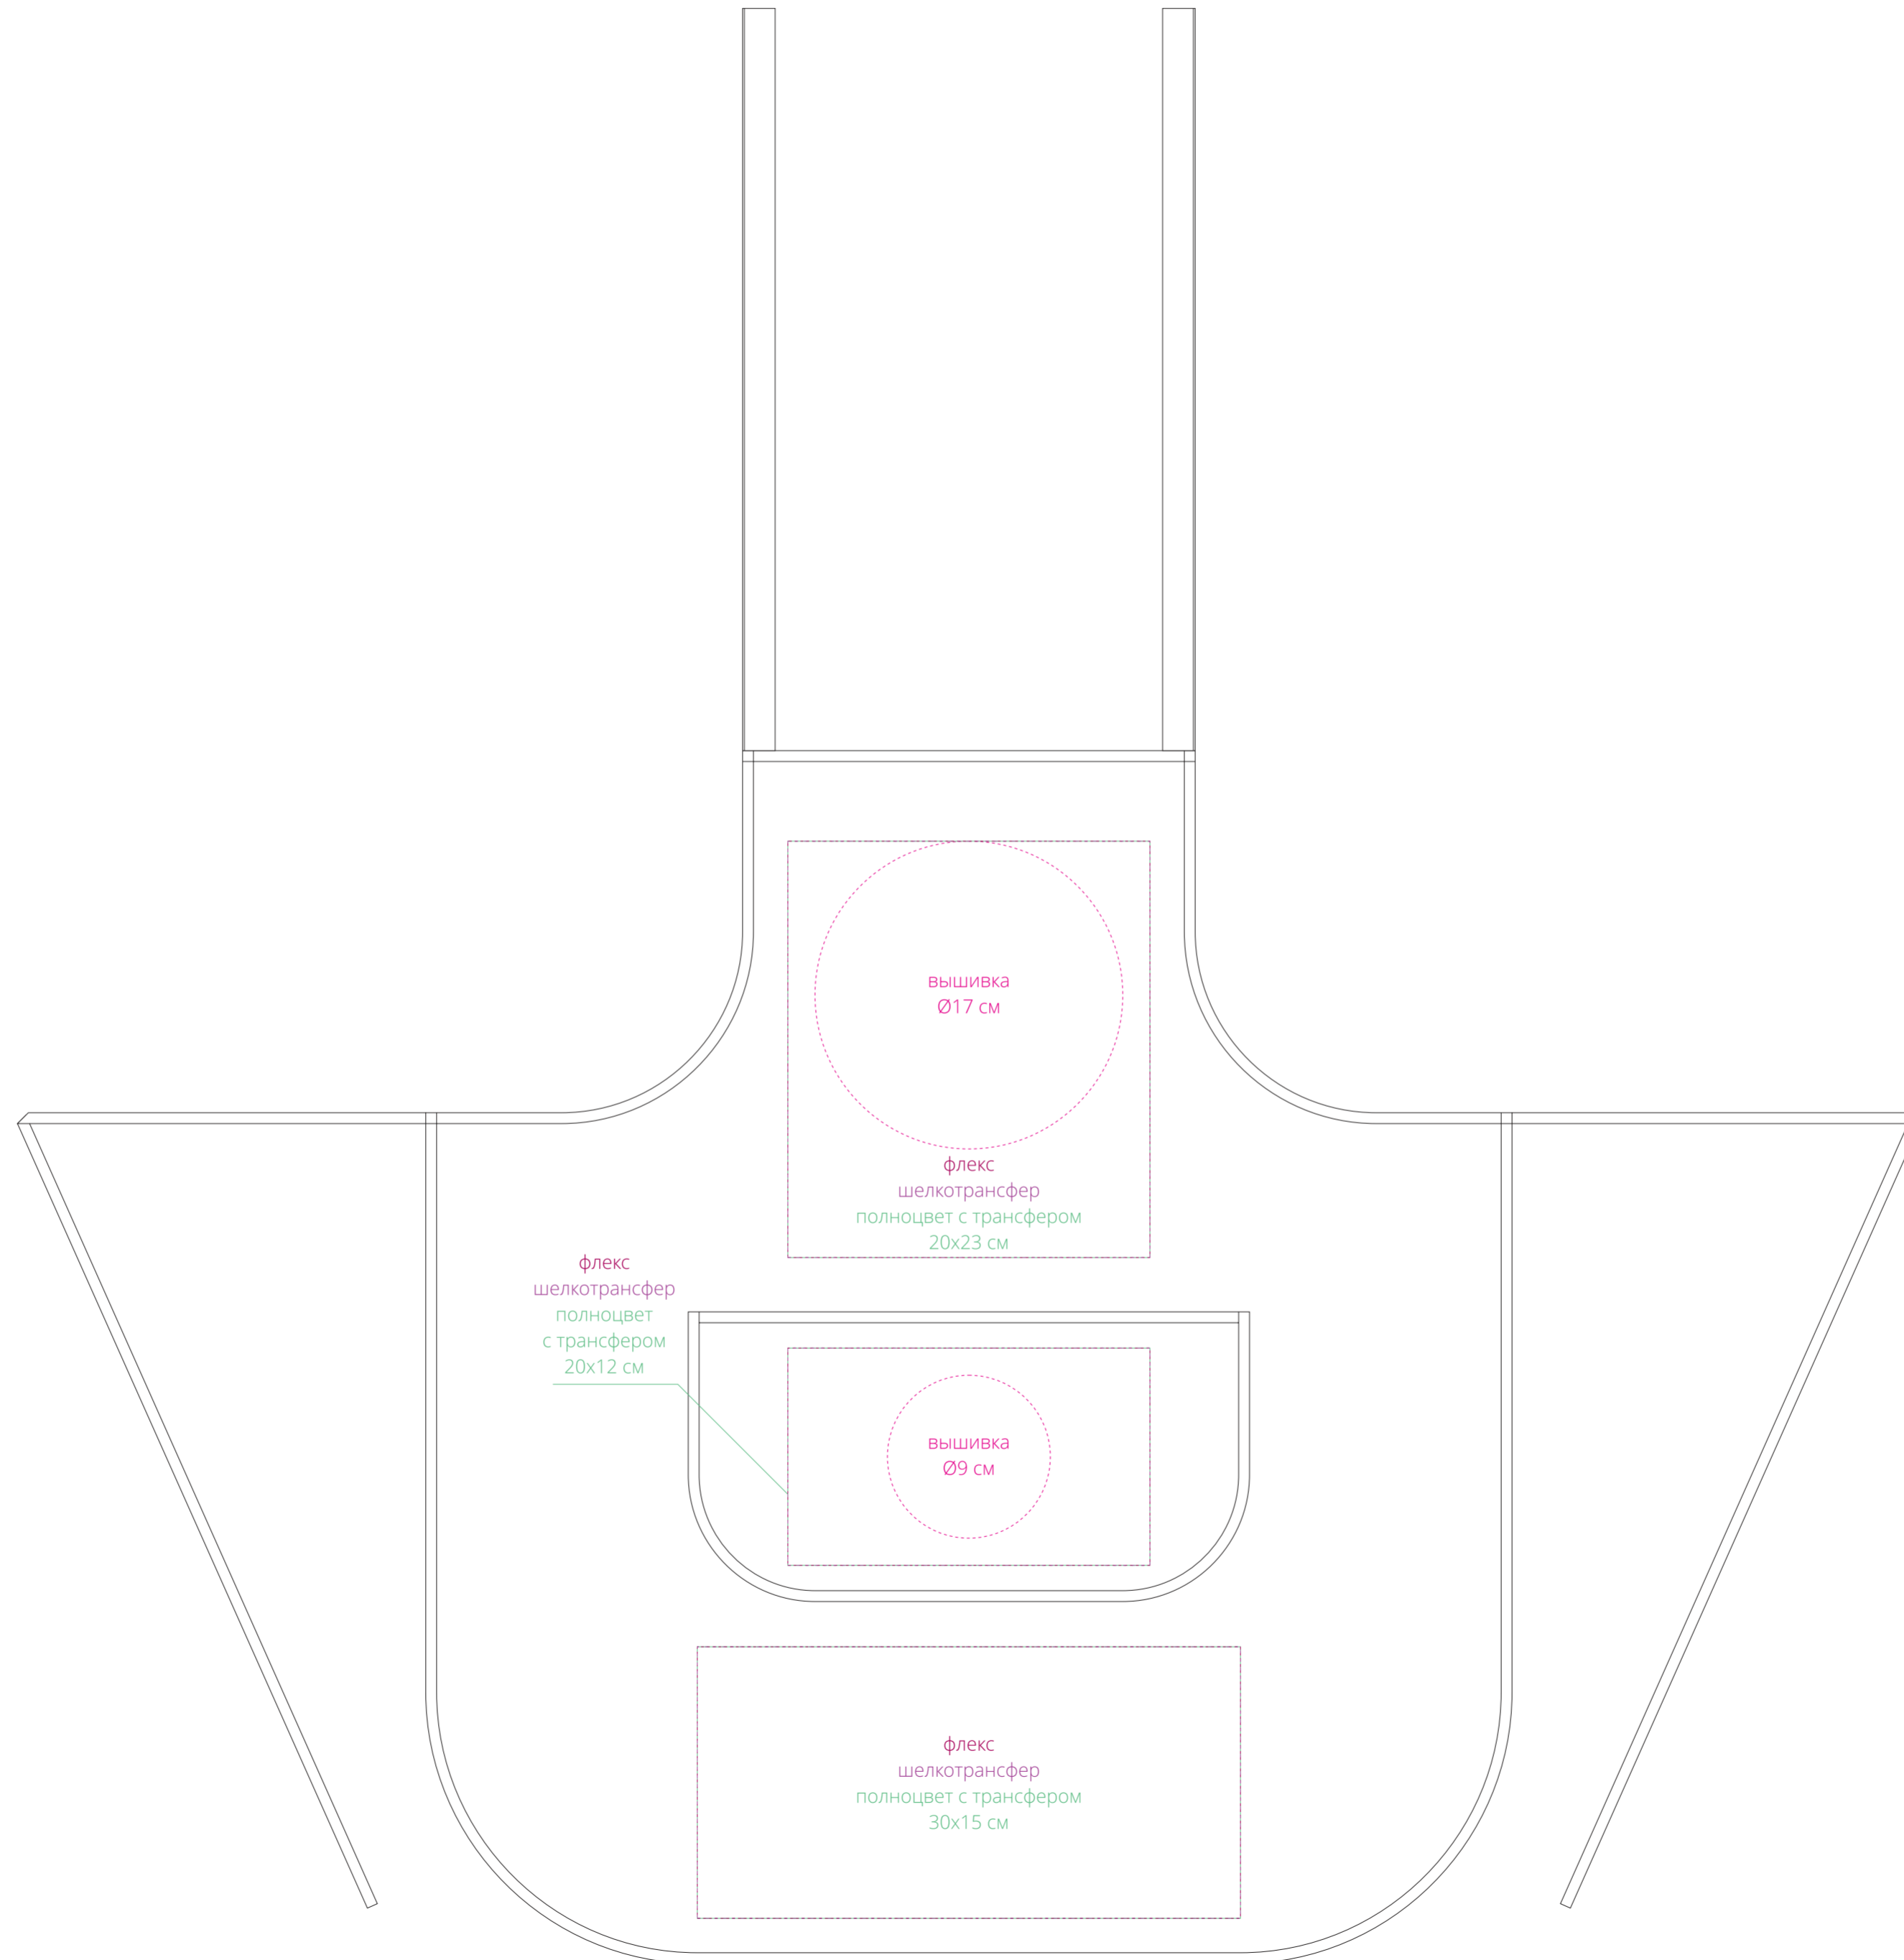 вышивка
Ø17 см
флекс
шелкотрансфер
полноцвет с трансфером
20х23 см
флекс
шелкотрансфер
полноцвет
с трансфером
20х12 см
вышивка
Ø9 см
флекс
шелкотрансфер
полноцвет с трансфером
30х15 см